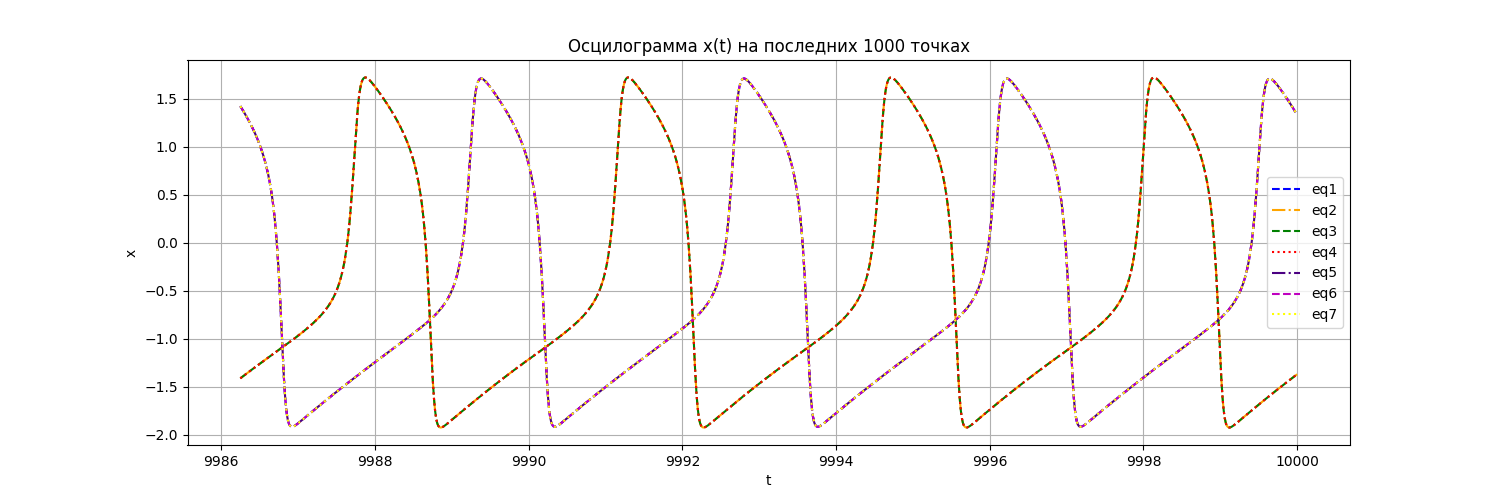 Осцилограмма x(t) на последних 1000 точках
x
1.5
1.0
0.5
0.0
−0.5
−1.0
−1.5
−2.0
9986 9988 9990 9992 9994 9996 9998 10000
t
eq1
eq2
eq3
eq4
eq5
eq6
eq7